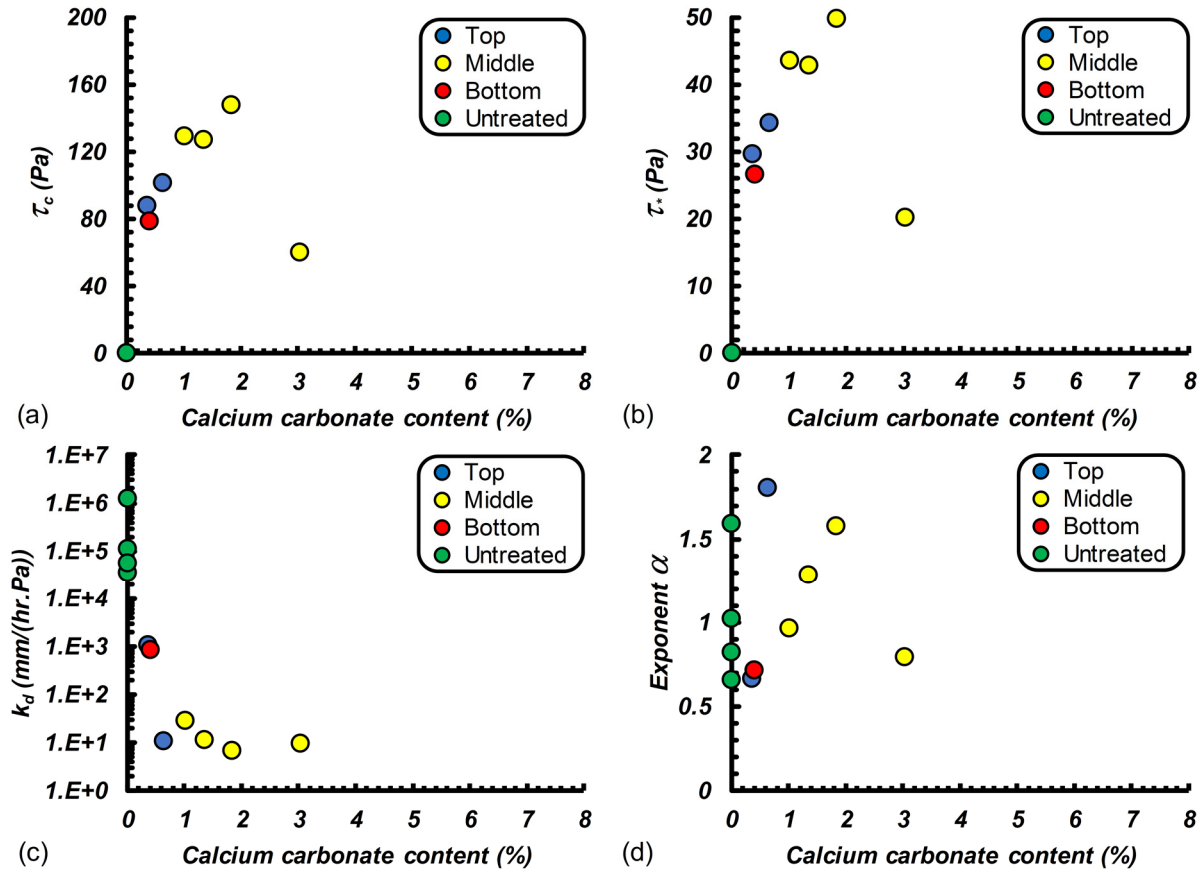 200
160
120
80
40
0
τc (Pa)
Top
Middle
Bottom
Untreated
0 1 2 3 4 5 6 7 8
(a)
Calcium carbonate content (%)
50
40
30
20
10
0
τ* (Pa)
Top
Middle
Bottom
Untreated
0 1 2 3 4 5 6 7 8
(b)
Calcium carbonate content (%)
1.E+7
1.E+6
1.E+5
1.E+4
1.E+3
1.E+2
1.E+1
1.E+0
kd (mm/(hr.Pa))
Top
Middle
Bottom
Untreated
0 1 2 3 4 5 6 7 8
(c)
Calcium carbonate content (%)
2
1.5
1
0.5
0
Exponent α
Top
Middle
Bottom
Untreated
0 1 2 3 4 5 6 7 8
(d)
Calcium carbonate content (%)